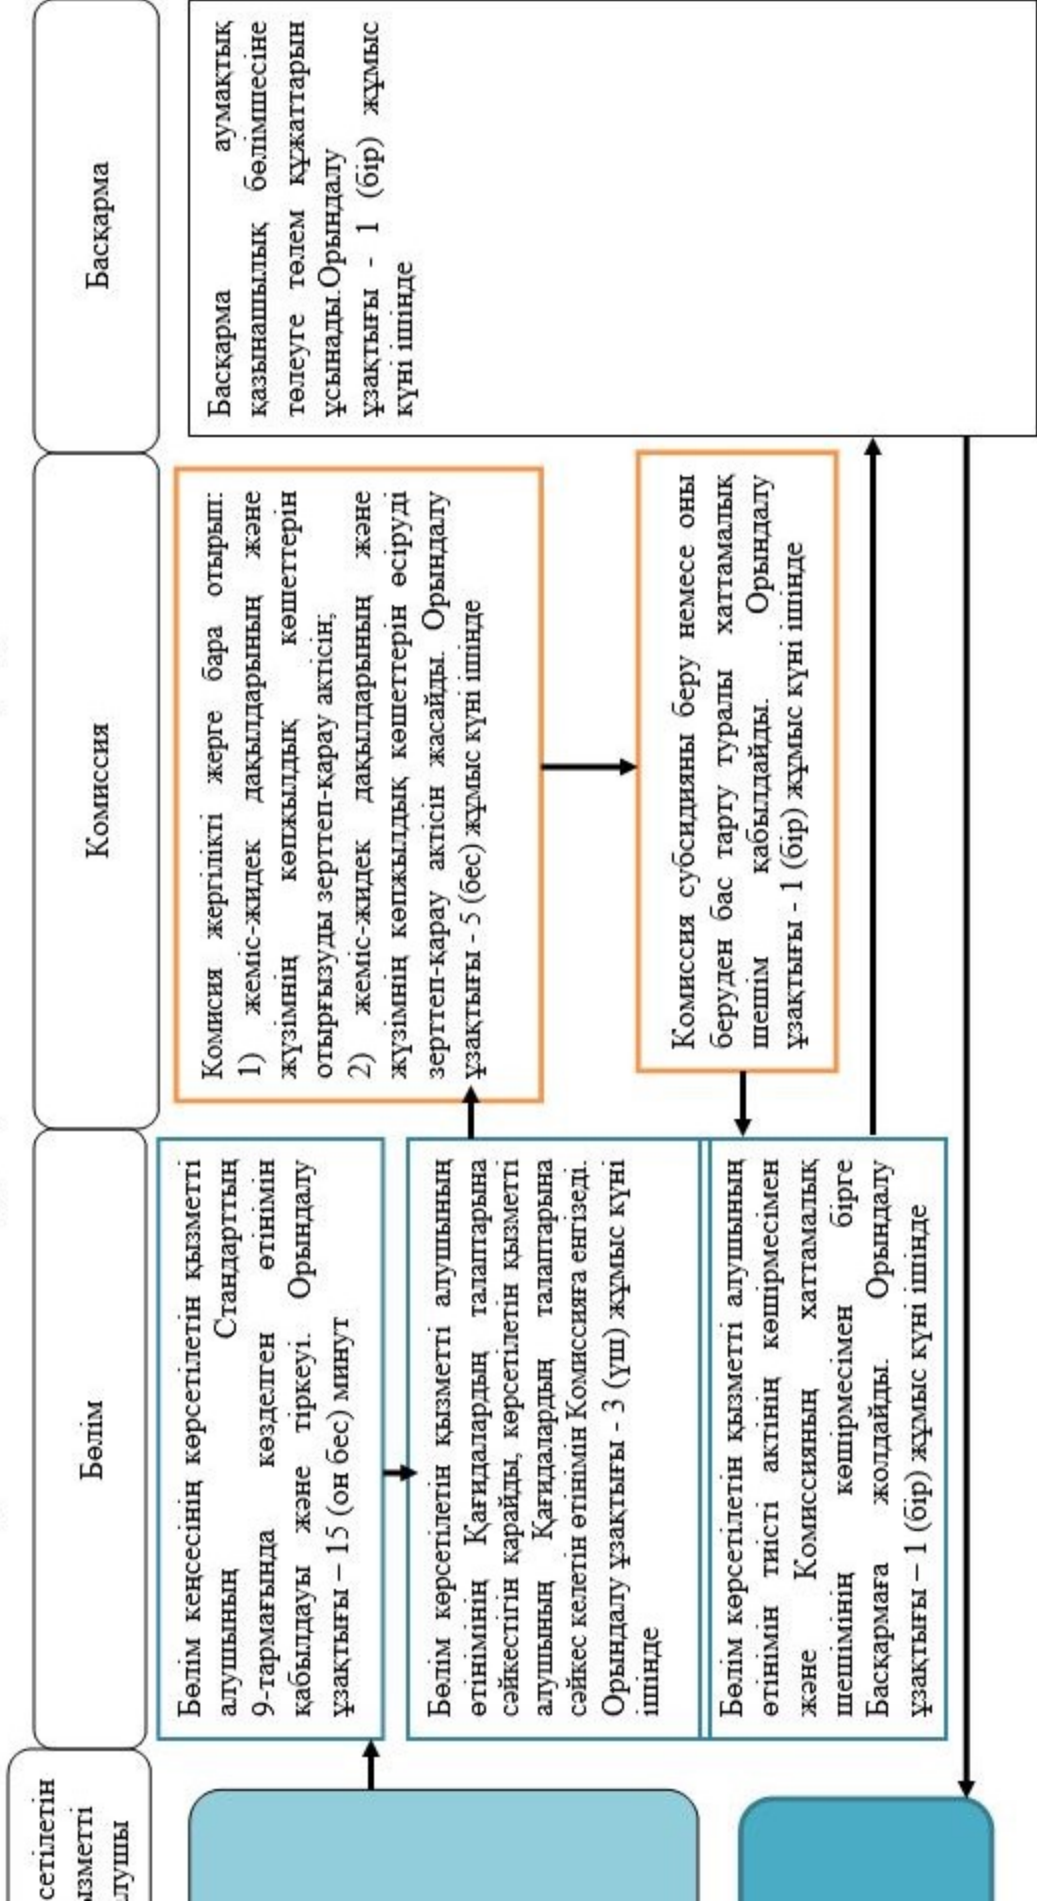 сетілетін
ызметті
лушы
Бөлім
Комиссия
Басқарма
Бөлім кеңсесінің көрсетілетін қызметті
алушының Стандарттың
9-тармағында көзделген өтінімін
қабылдауы және тіркеуі. Орындалу
ұзақтығы – 15 (он бес) минут
Бөлім көрсетілетін қызметті алушының
өтінімінің Қағидалардың талаптарына
сәйкестігін қарайды, көрсетілетін қызметті
алушының Қағидалардың талаптарына
сәйкес келетін өтінімін Комиссияға енгізеді.
Орындалу ұзақтығы - 3 (үш) жұмыс күні
ішінде
Бөлім көрсетілетін қызметті алушының
өтінімін тиісті актінің көшірмесімен
және Комиссияның хаттамалық
шешімінің көшірмесімен бірге
Басқармаға жолдайды. Орындалу
ұзақтығы – 1 (бір) жұмыс күні ішінде
Комисия жергілікті жерге бара отырып:
1) жеміс-жидек дақылдарының және
жүзімнің көпжылдық көшеттерін
отырғызуды зерттеп-қарау актісін;
2) жеміс-жидек дақылдарының және
жүзімнің көпжылдық көшеттерін өсіруді
зерттеп-қарау актісін жасайды. Орындалу
ұзақтығы - 5 (бес) жұмыс күні ішінде
Комиссия субсидияны беру немесе оны
беруден бас тарту туралы хаттамалық
шешім қабылдайды. Орындалу
ұзақтығы - 1 (бір) жұмыс күні ішінде
Басқарма аумақтық
қазынашылық бөлімшесіне
төлеуге төлем құжаттарын
ұсынады.Орындалу
ұзақтығы - 1 (бір) жұмыс
күні ішінде